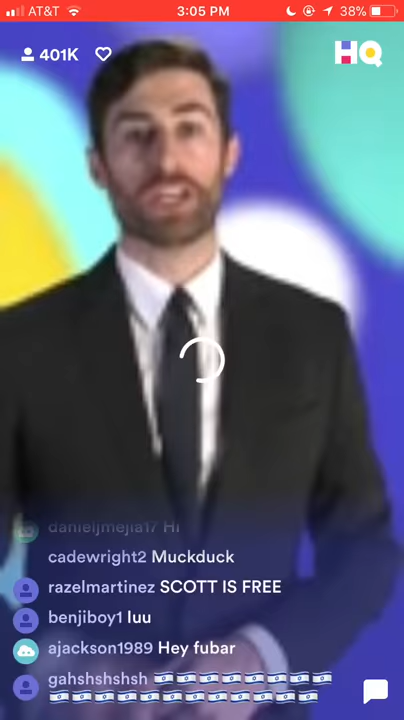 AT&T 3:05 PM 38%
401K HQ
danieljmejia17 Hi
cadewright2 Muckduck
razelmartinez SCOTT IS FREE
benjiboy1 Iuu
ajackson1989 Hey fubar
gahshshshsh 🇮🇱🇮🇱🇮🇱🇮🇱🇮🇱🇮🇱🇮🇱🇮🇱🇮🇱
🇮🇱🇮🇱🇮🇱🇮🇱🇮🇱🇮🇱🇮🇱🇮🇱🇮🇱🇮🇱🇮🇱🇮🇱